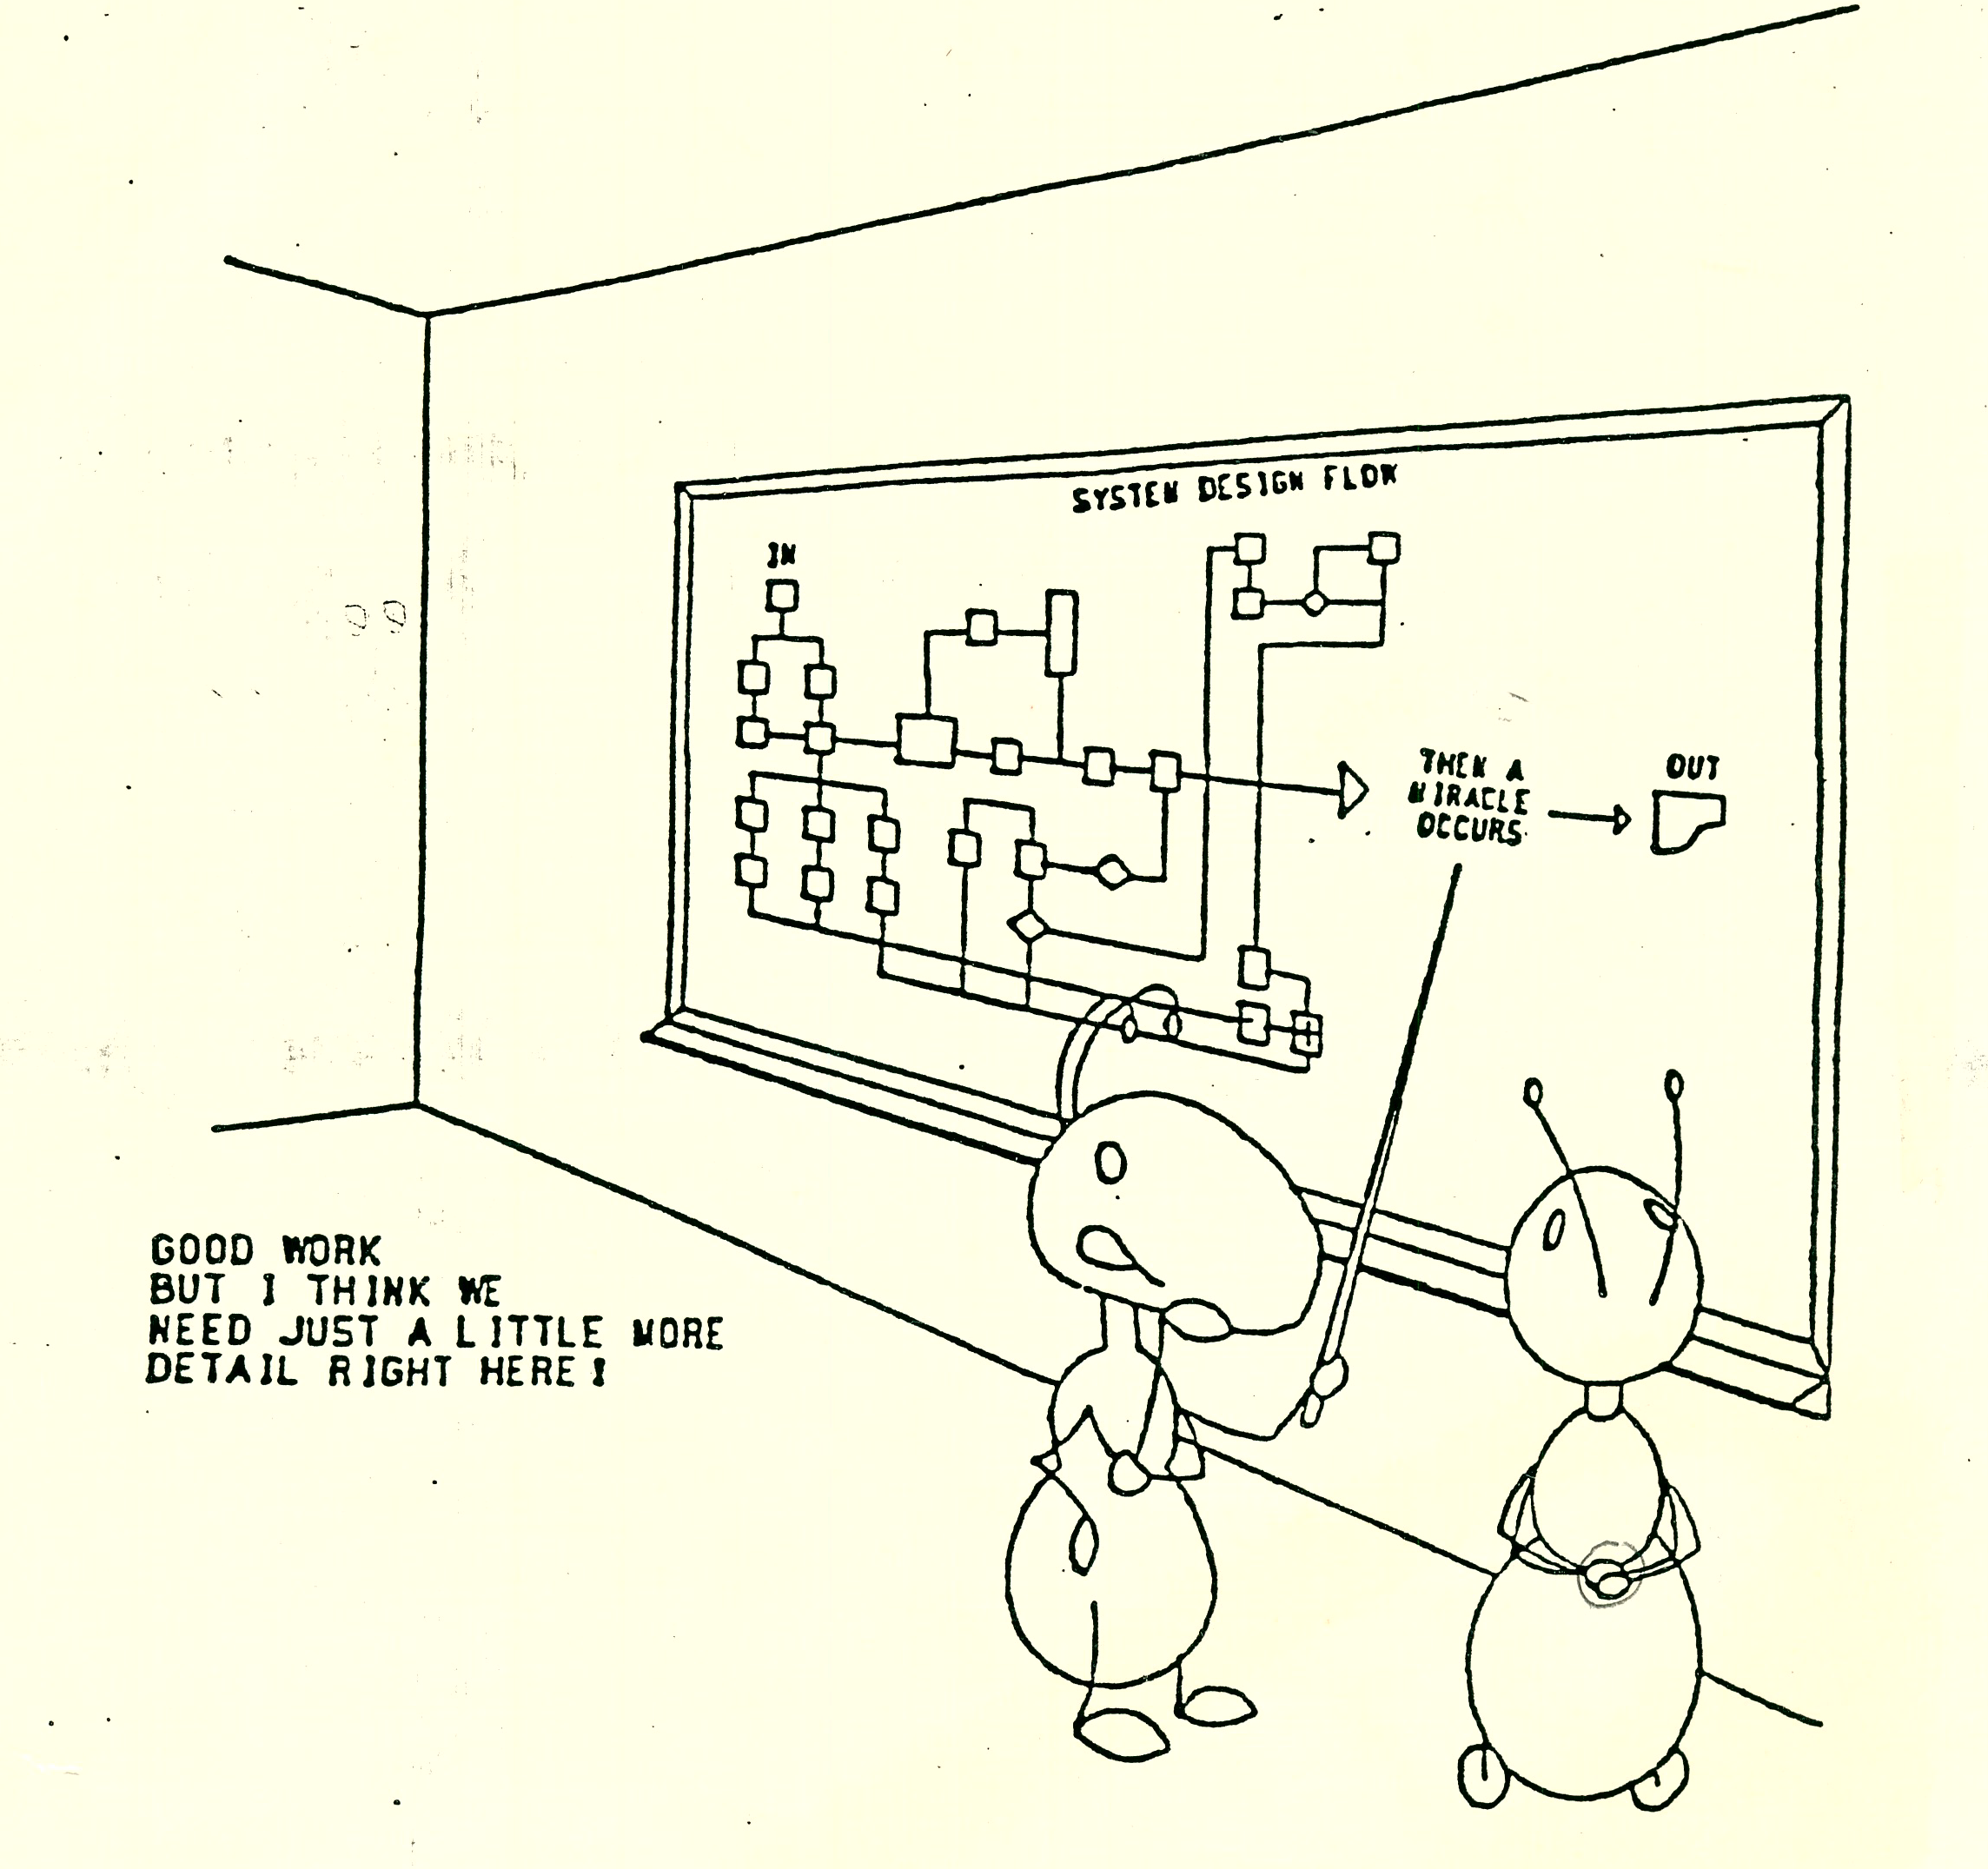 SYSTEM DESIGN FLOW
IN
THEN A
MIRACLE
OCCURS
OUT
GOOD WORK
BUT I THINK WE
NEED JUST A LITTLE MORE
DETAIL RIGHT HERE!